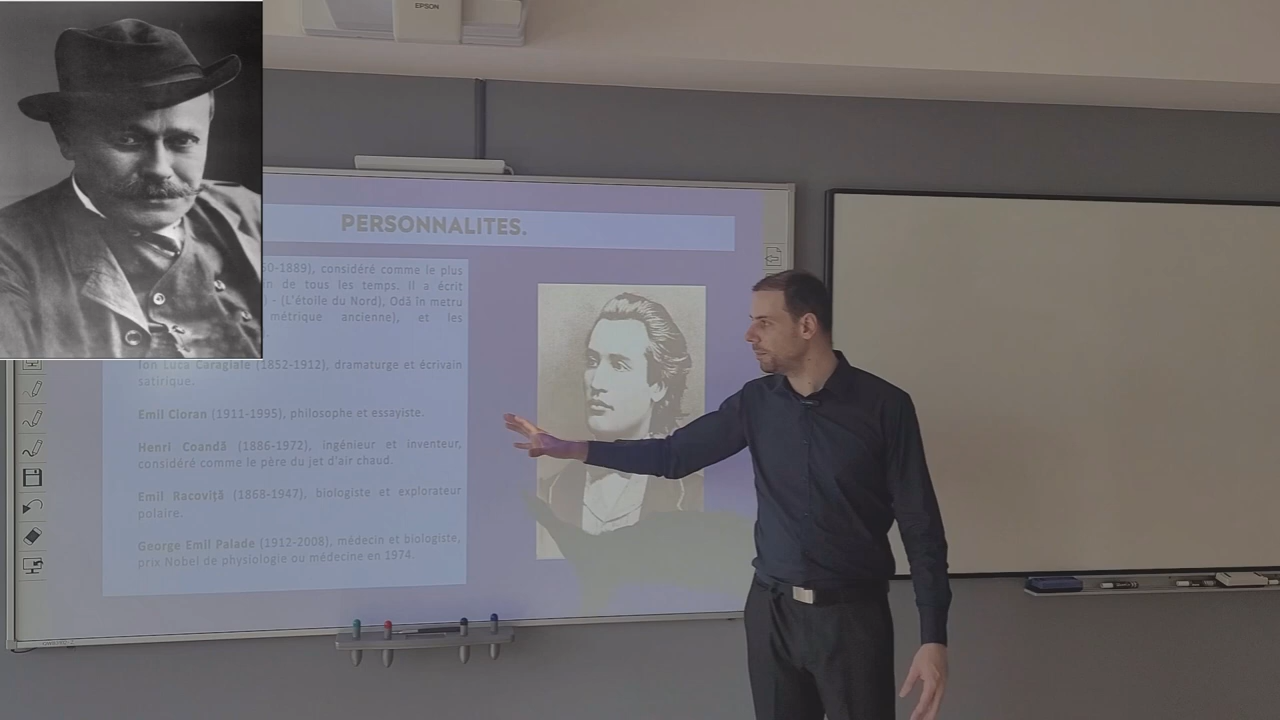 EPSON
PERSONNALITES.
0-1889), considéré comme le plus
n de tous les temps. Il a écrit
) - (L'étoile du Nord), Odă în metru
métrique ancienne), et les
Ion Luca Caragiale (1852-1912), dramaturge et écrivain
satirique.
Emil Cioran (1911-1995), philosophe et essayiste.
Henri Coandă (1886-1972), ingénieur et inventeur,
considéré comme le père du jet d'air chaud.
Emil Racoviță (1868-1947), biologiste et explorateur
polaire.
George Emil Palade (1912-2008), médecin et biologiste,
prix Nobel de physiologie ou médecine en 1974.